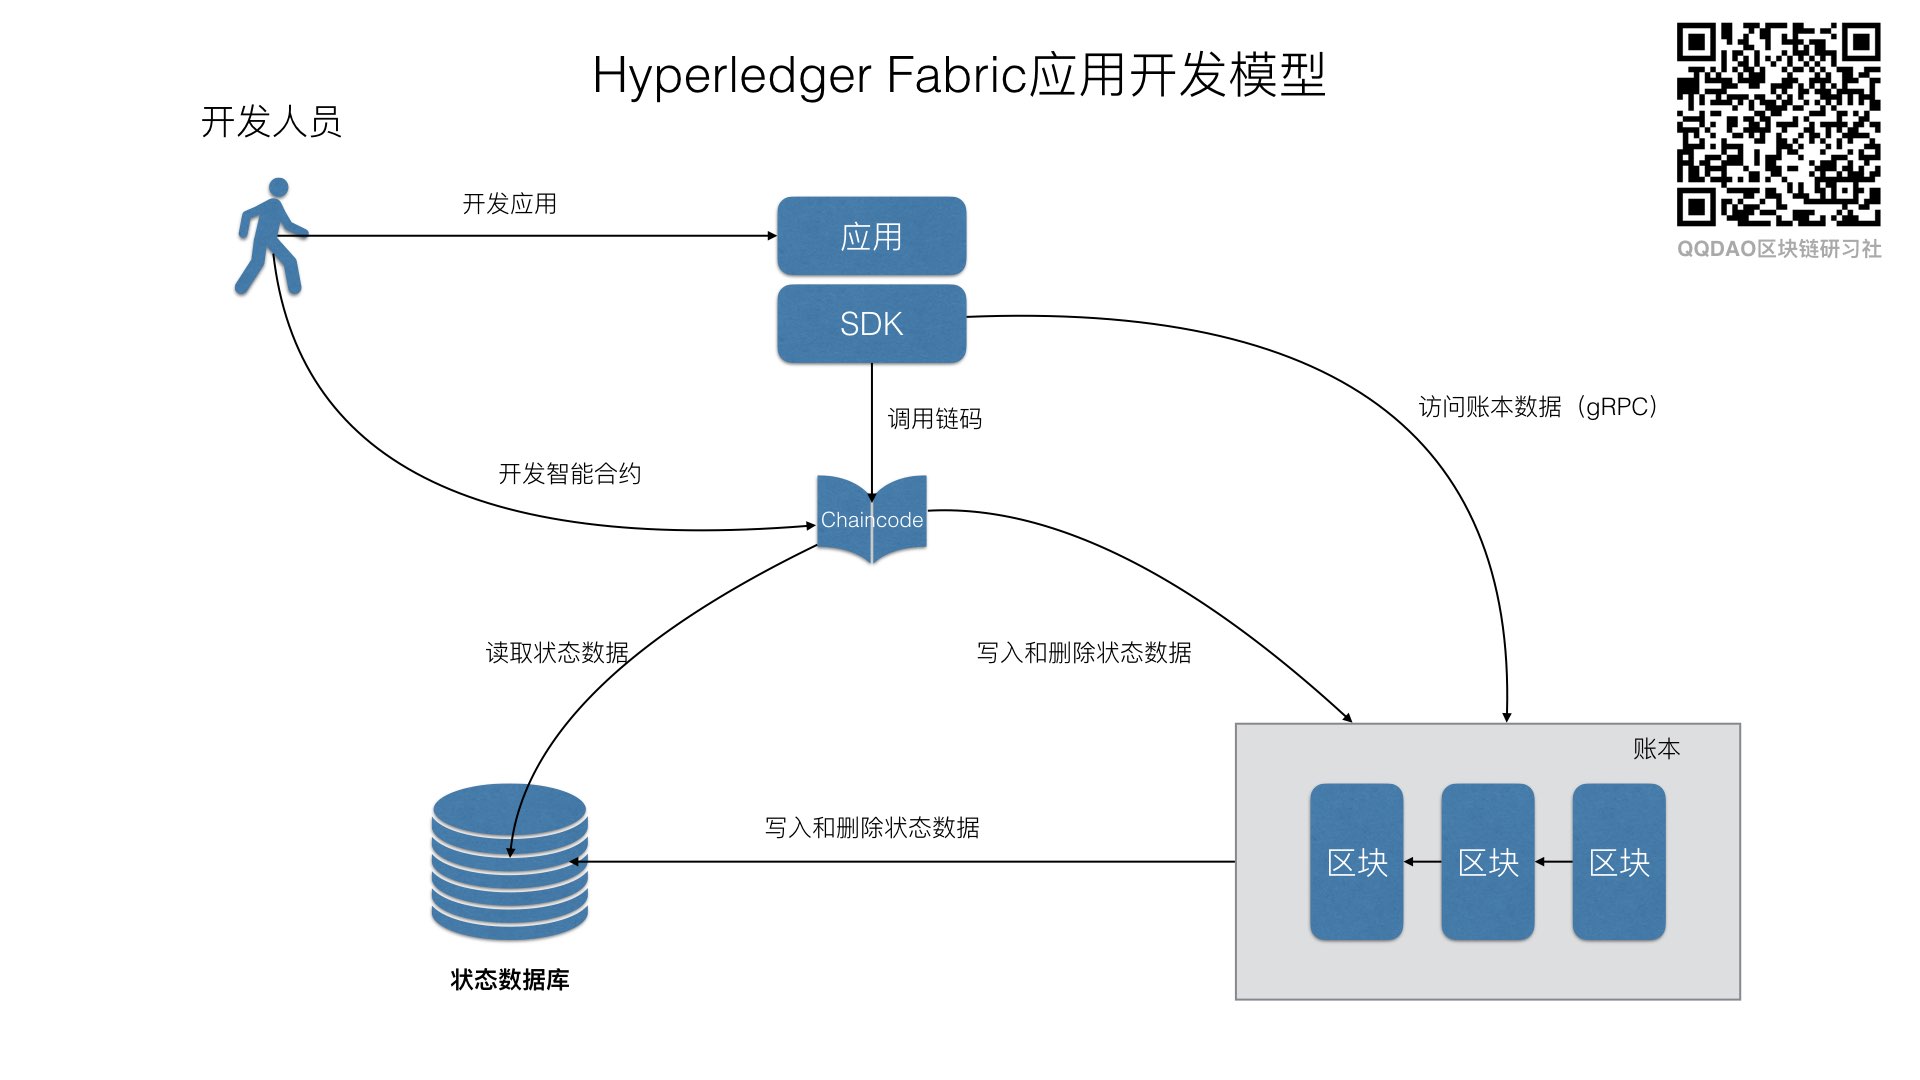 Hyperledger Fabric应用开发模型
开发人员
开发应用
应用
QQDAO区块链研习社
SDK
访问账本数据（gRPC）
调用链码
开发智能合约
Chaincode
读取状态数据
写入和删除状态数据
账本
写入和删除状态数据
区块
区块
区块
状态数据库